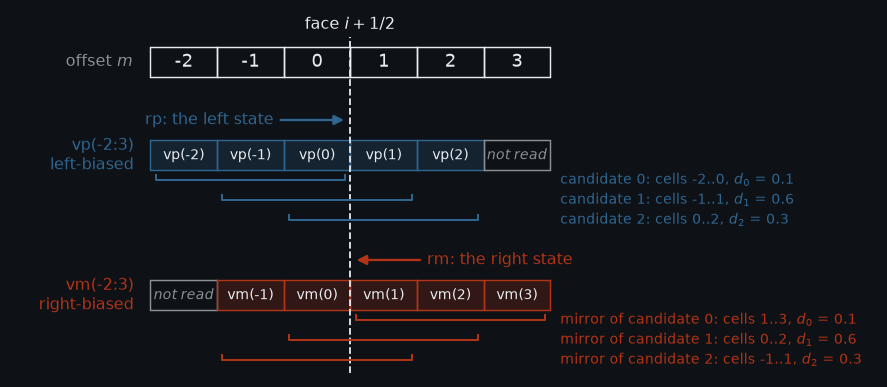 face i + 1/2
offset m -2 -1 0 1 2 3
rp: the left state
vp(-2:3)
left-biased
vp(-2) vp(-1) vp(0) vp(1) vp(2) not read
candidate 0: cells -2..0, d₀ = 0.1
candidate 1: cells -1..1, d₁ = 0.6
candidate 2: cells 0..2, d₂ = 0.3
rm: the right state
vm(-2:3)
right-biased
not read vm(-1) vm(0) vm(1) vm(2) vm(3)
mirror of candidate 0: cells 1..3, d₀ = 0.1
mirror of candidate 1: cells 0..2, d₁ = 0.6
mirror of candidate 2: cells -1..1, d₂ = 0.3